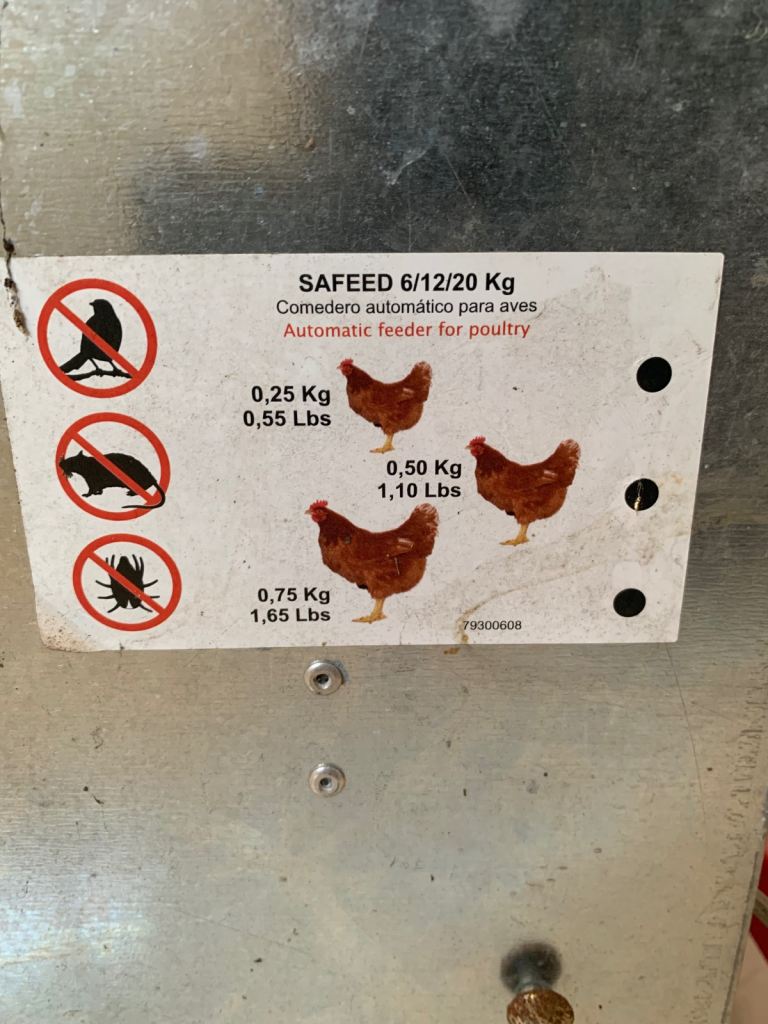 SAFEED 6/12/20 Kg
Comedero automático para aves
Automatic feeder for poultry
0,25 Kg
0,55 Lbs
0,50 Kg
1,10 Lbs
0,75 Kg
1,65 Lbs
79300608